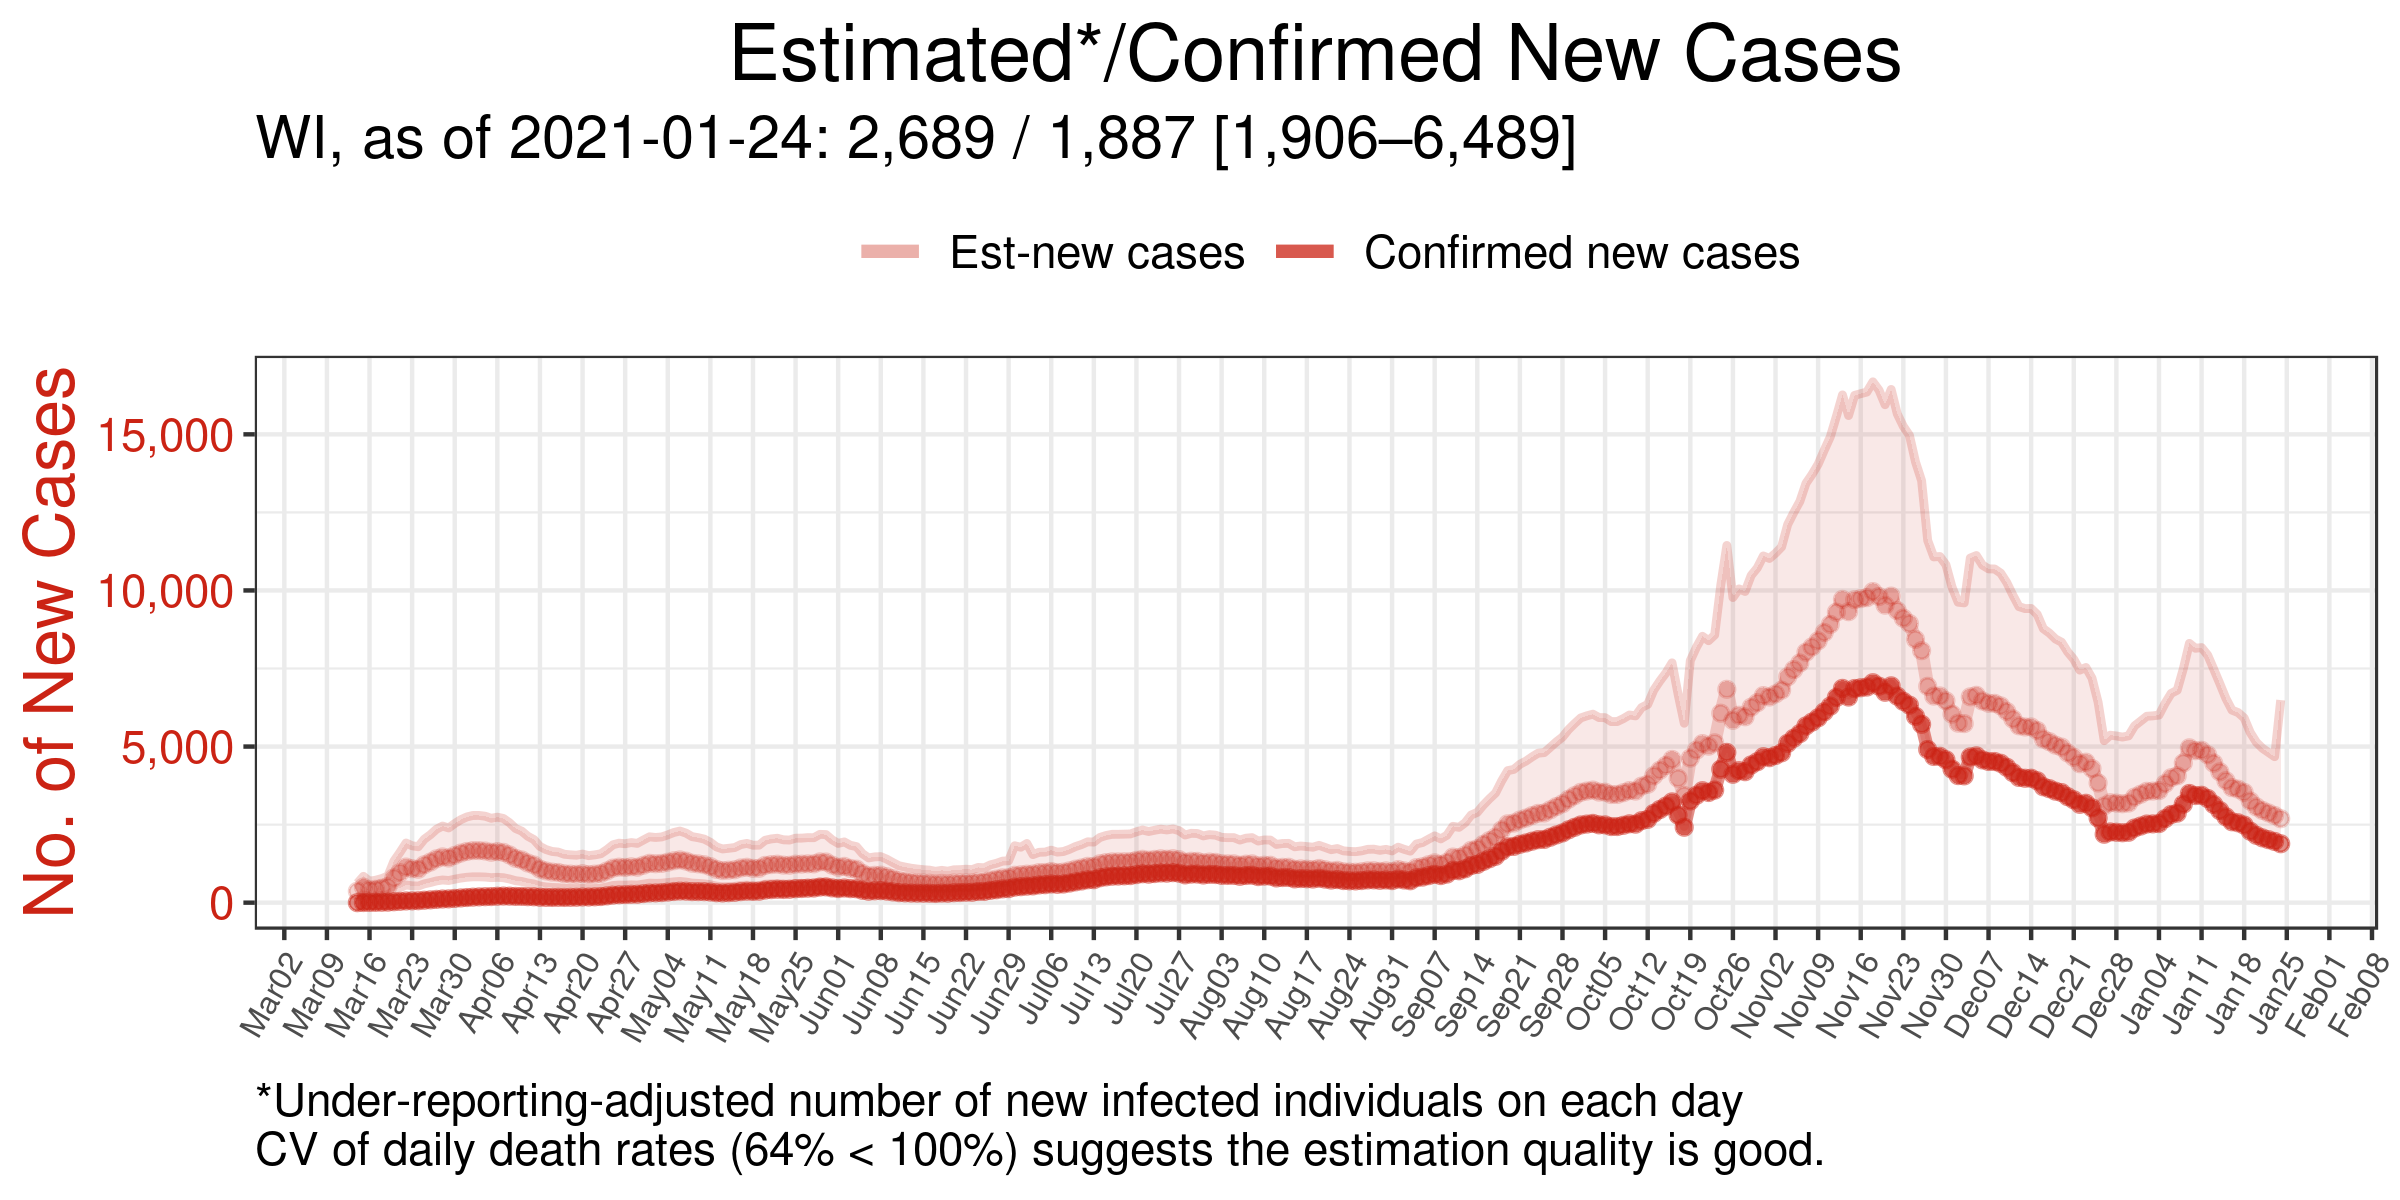 Estimated*/Confirmed New Cases
WI, as of 2021-01-24: 2,689 / 1,887 [1,906–6,489]
Est-new cases
Confirmed new cases
No. of New Cases
15,000
10,000
5,000
0
Mar02
Mar09
Mar16
Mar23
Mar30
Apr06
Apr13
Apr20
Apr27
May04
May11
May18
May25
Jun01
Jun08
Jun15
Jun22
Jun29
Jul06
Jul13
Jul20
Jul27
Aug03
Aug10
Aug17
Aug24
Aug31
Sep07
Sep14
Sep21
Sep28
Oct05
Oct12
Oct19
Oct26
Nov02
Nov09
Nov16
Nov23
Nov30
Dec07
Dec14
Dec21
Dec28
Jan04
Jan11
Jan18
Jan25
Feb01
Feb08
*Under-reporting-adjusted number of new infected individuals on each day
CV of daily death rates (64% < 100%) suggests the estimation quality is good.